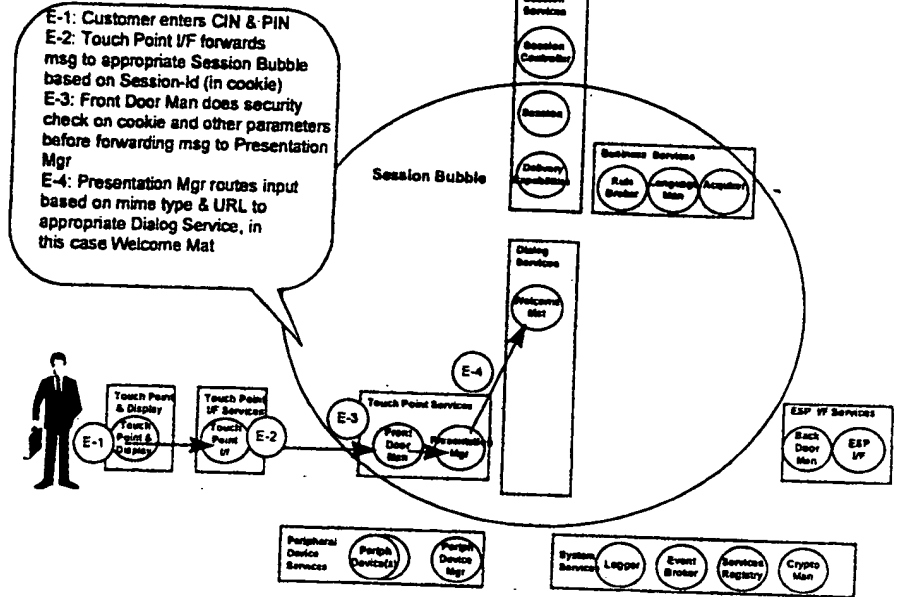 E-1: Customer enters CIN & PIN
E-2: Touch Point I/F forwards
msg to appropriate Session Bubble
based on Session-Id (in cookie)
E-3: Front Door Man does security
check on cookie and other parameters
before forwarding msg to Presentation
Mgr
E-4: Presentation Mgr routes input
based on mime type & URL to
appropriate Dialog Service, in
this case Welcome Mat
Session
Services
Session
Controller
Session
Delivery
Capabilities
Session Bubble
Business Services
Rule
Broker
Language
Man
Acquirer
Dialog
Services
Welcome
Mat
E-4
Touch Point
& Display
E-1
Touch
Point &
Display
Touch Point
I/F Services
Touch
Point
I/F
E-2
E-3
Touch Point Services
Front
Door
Man
Presentation
Mgr
ESP I/F Services
Back
Door
Man
ESP
I/F
Peripheral
Device
Services
Periph
Device(s)
Periph
Device
Mgr
System
Services
Logger
Event
Broker
Services
Registry
Crypto
Man